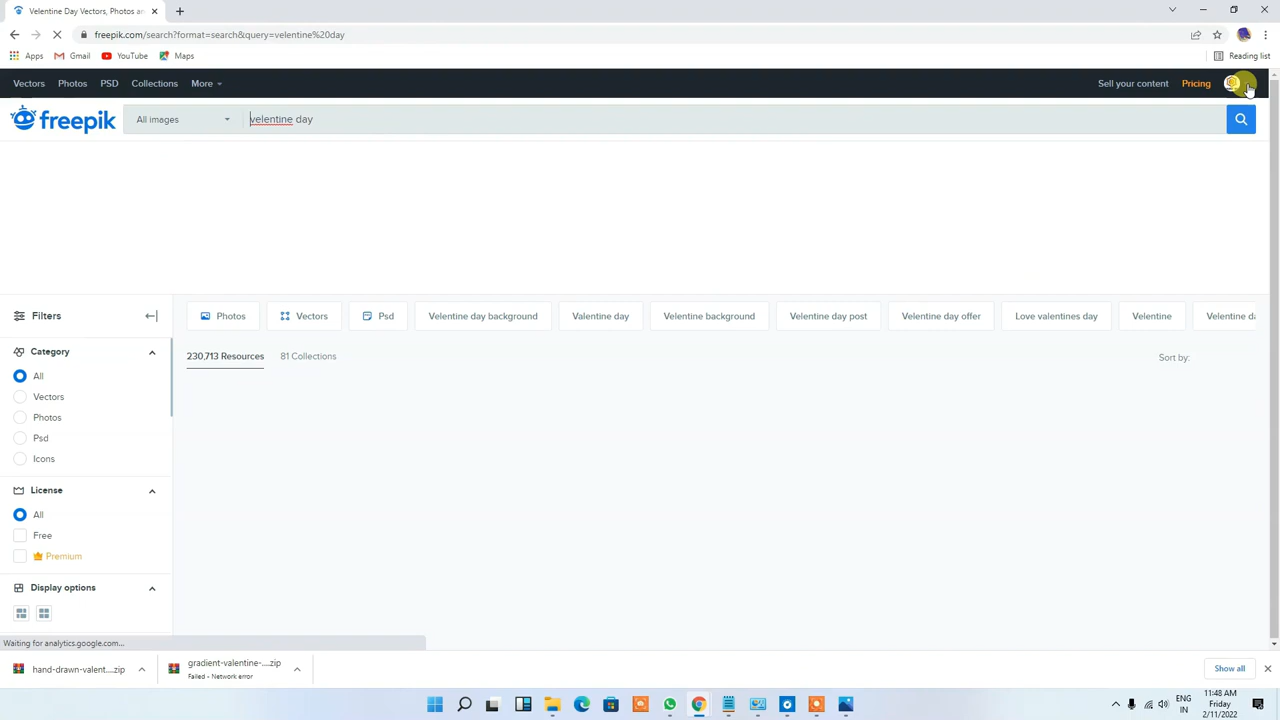 Velentine Day Vectors, Photos an
freepik.com/search?format=search&query=velentine%20day
Apps Gmail YouTube Maps Reading list
Vectors Photos PSD Collections More Sell your content Pricing
freepik All images velentine day
Filters
Photos Vectors Psd Velentine day background Valentine day Velentine background Velentine day post Velentine day offer Love valentines day Velentine Velentine da
Category
230,713 Resources 81 Collections Sort by:
All
Vectors
Photos
Psd
Icons
License
All
Free
Premium
Display options
Waiting for analytics.google.com...
hand-drawn-valent....zip gradient-valentine-....zip Show all
Failed - Network error
11:48 AM
ENG Friday
IN 2/11/2022